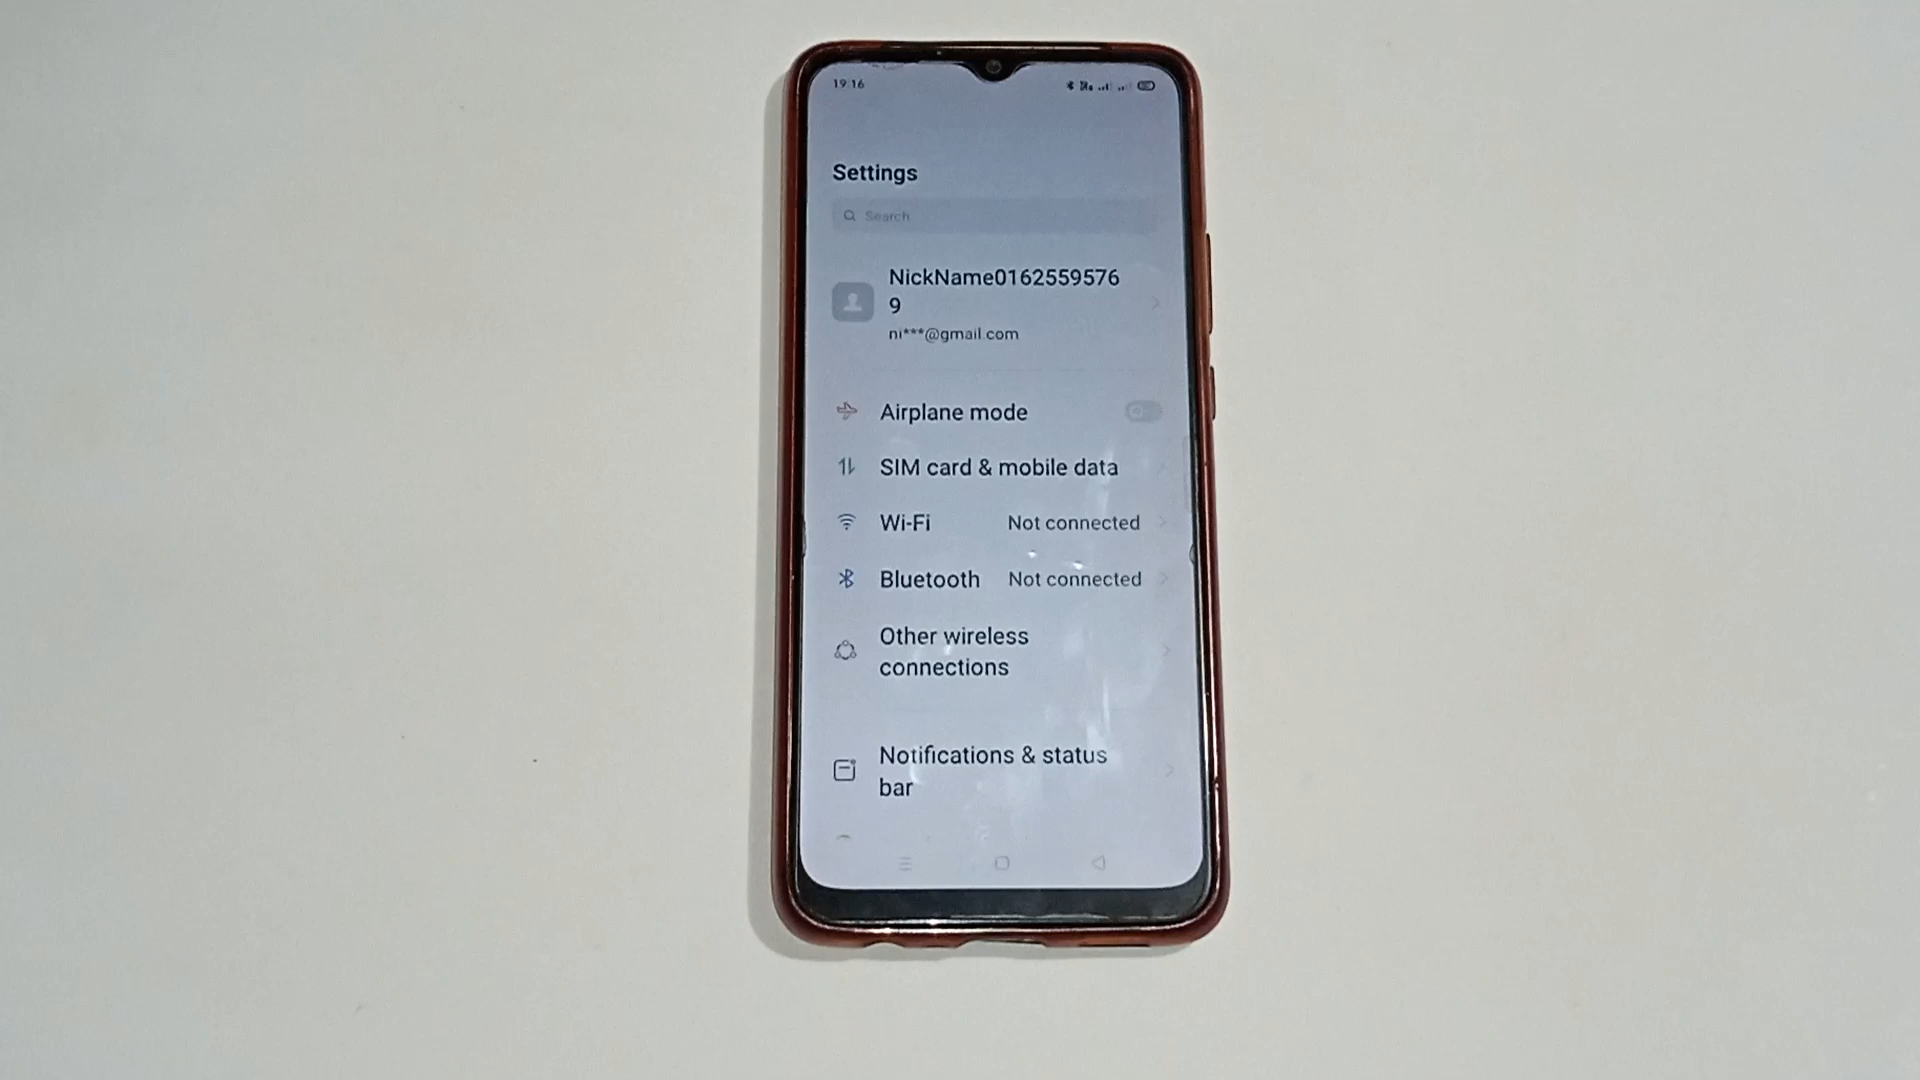 19:16
Settings
Search
NickName0162559576
9
ni***@gmail.com
Airplane mode
SIM card & mobile data
Wi-Fi
Not connected
Bluetooth
Not connected
Other wireless
connections
Notifications & status
bar